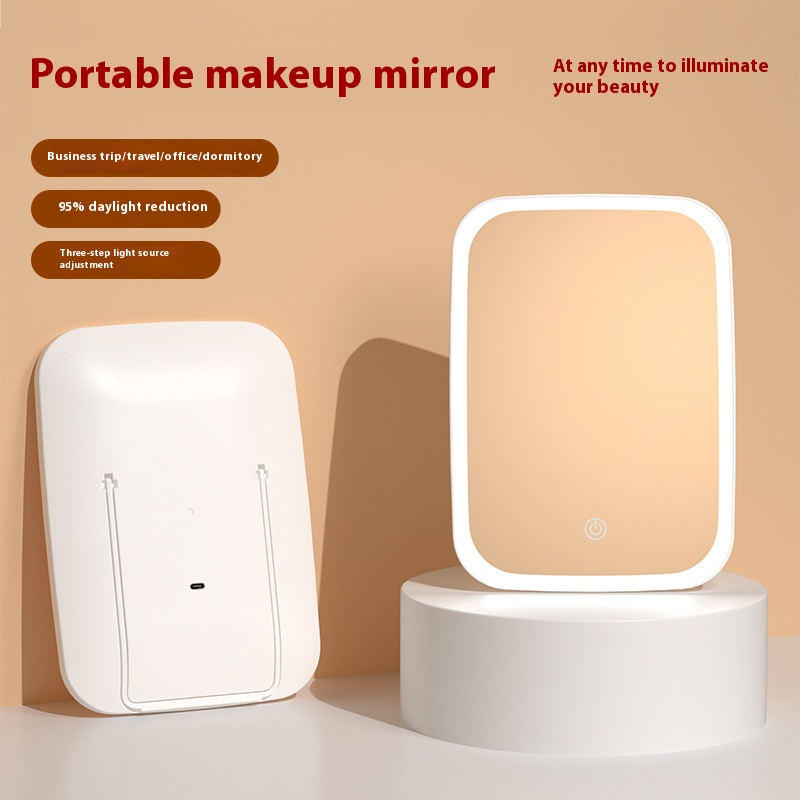 Portable makeup mirror
At any time to illuminate
your beauty
Business trip/travel/office/dormitory
95% daylight reduction
Three-step light source
adjustment